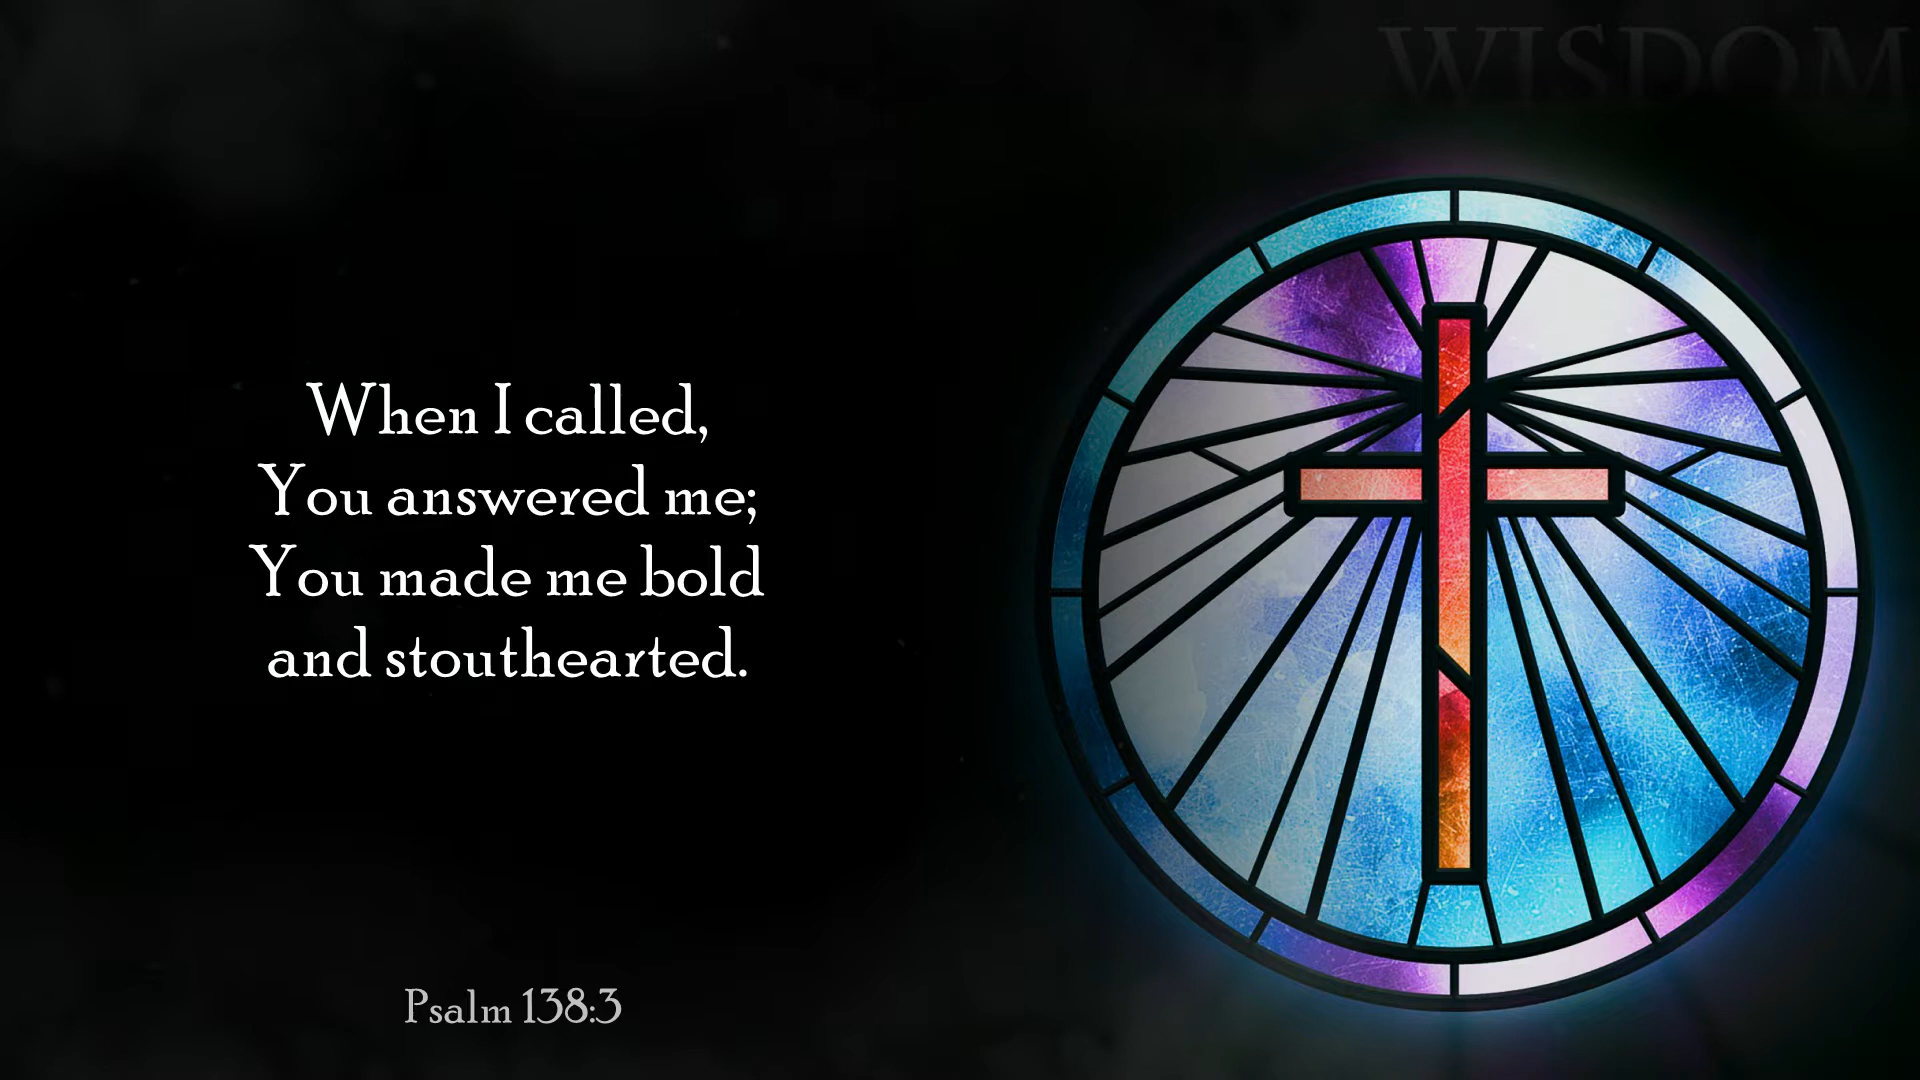 WISDOM
When I called,
You answered me;
You made me bold
and stouthearted.
Psalm 138:3